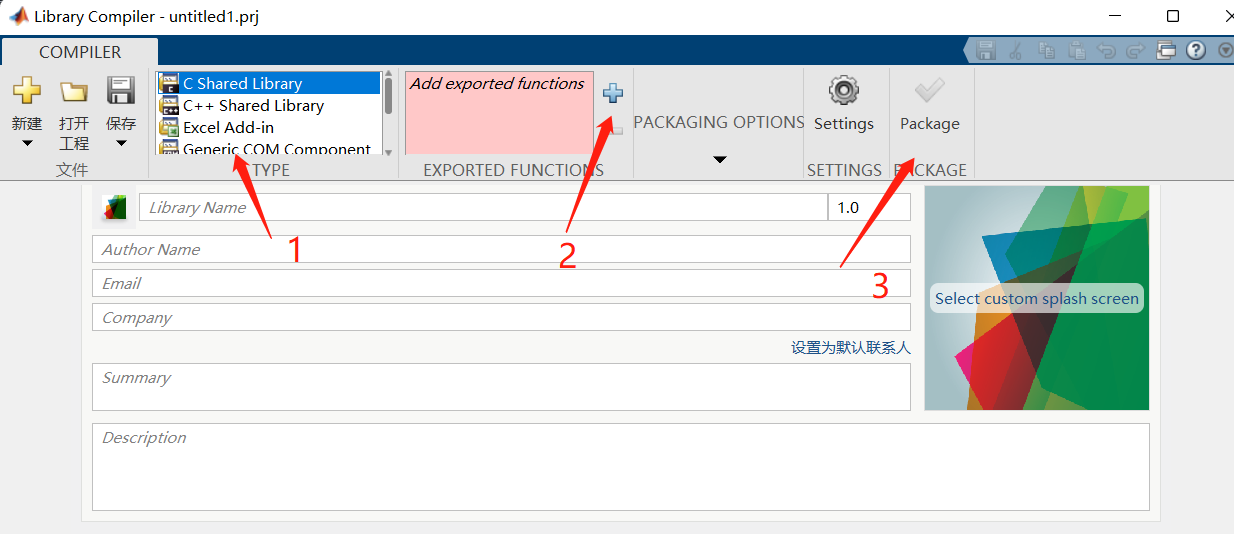 Library Compiler - untitled1.prj
COMPILER
新建
打开
工程
保存
文件
C Shared Library
C++ Shared Library
Excel Add-in
Generic COM Component
TYPE
Add exported functions
EXPORTED FUNCTIONS
PACKAGING OPTIONS
Settings
SETTINGS
Package
PACKAGE
Library Name
1.0
Author Name
Email
Company
设置为默认联系人
Summary
Description
Select custom splash screen
1
2
3